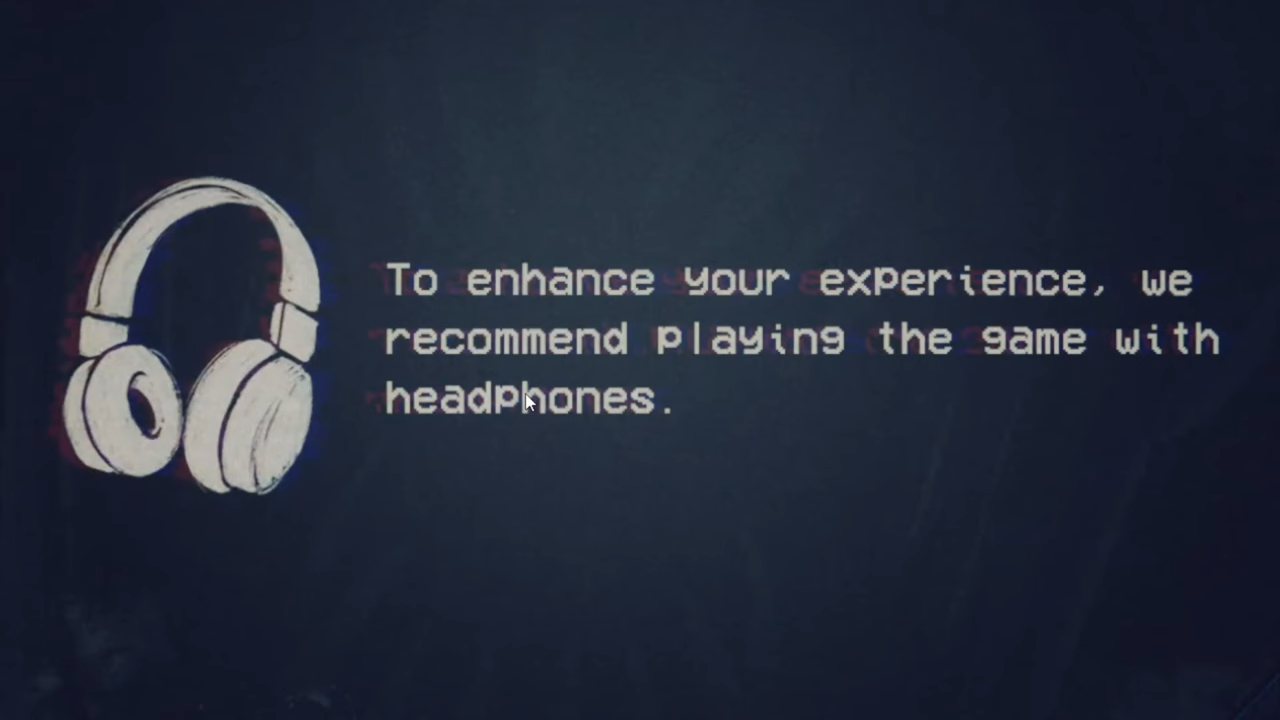 To enhance your experience, we
recommend playing the game with
headphones.